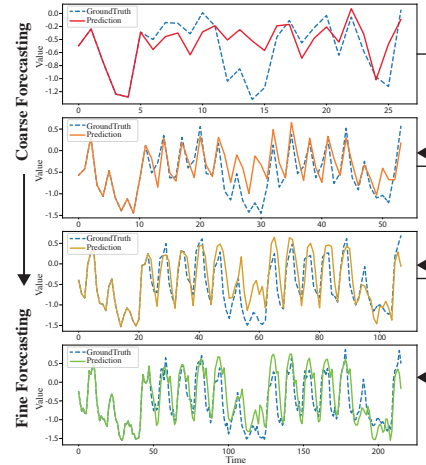 Coarse Forecasting
Fine Forecasting
GroundTruth
Prediction
Value
0.0
-0.2
-0.4
-0.6
-0.8
-1.0
-1.2
0 5 10 15 20 25
GroundTruth
Prediction
Value
0.5
0.0
-0.5
-1.0
-1.5
0 10 20 30 40 50
GroundTruth
Prediction
Value
0.5
0.0
-0.5
-1.0
-1.5
0 20 40 60 80 100
GroundTruth
Prediction
Value
1.0
0.5
0.0
-0.5
-1.0
-1.5
0 50 100 150 200
Time